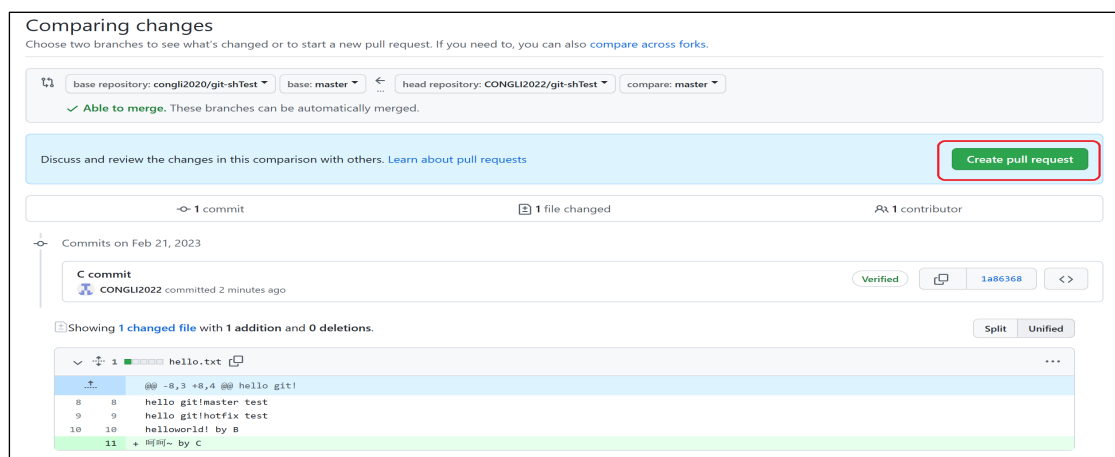 Comparing changes
Choose two branches to see what's changed or to start a new pull request. If you need to, you can also compare across forks.
base repository: congli2020/git-shTest base: master ← ... head repository: CONGLI2022/git-shTest compare: master
✓ Able to merge. These branches can be automatically merged.
Discuss and review the changes in this comparison with others. Learn about pull requests Create pull request
1 commit 1 file changed 1 contributor
Commits on Feb 21, 2023
C commit
CONGLI2022 committed 2 minutes ago Verified 1a86368 <>
Showing 1 changed file with 1 addition and 0 deletions. Split Unified
1 hello.txt ...
@@ -8,3 +8,4 @@ hello git!
8 8 hello git!master test
9 9 hello git!hotfix test
10 10 helloworld! by B
11 + 呵呵~ by C